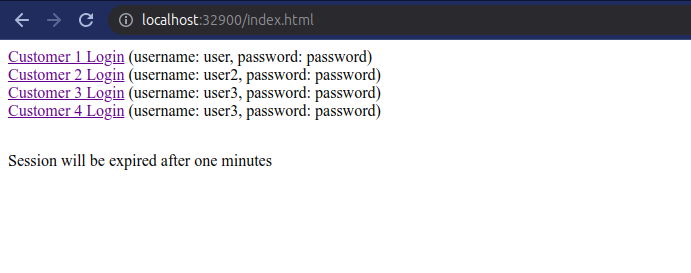 localhost:32900/index.html
Customer 1 Login (username: user, password: password)
Customer 2 Login (username: user2, password: password)
Customer 3 Login (username: user3, password: password)
Customer 4 Login (username: user3, password: password)
Session will be expired after one minutes